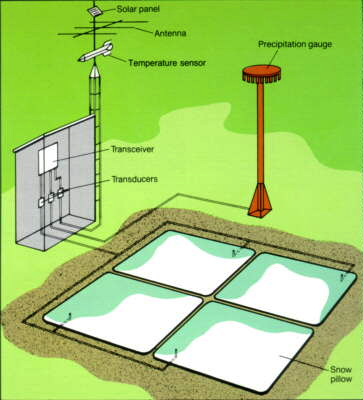 Solar panel
Antenna
Precipitation gauge
Temperature sensor
Transceiver
Transducers
Snow
pillow